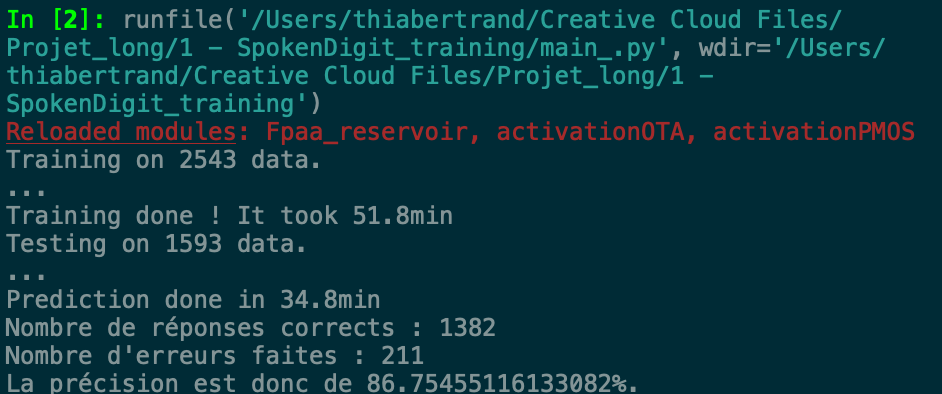 In [2]: runfile('/Users/thiabertrand/Creative Cloud Files/
Projet_long/1 - SpokenDigit_training/main_.py', wdir='/Users/
thiabertrand/Creative Cloud Files/Projet_long/1 -
SpokenDigit_training')
Reloaded modules: Fpaa_reservoir, activationOTA, activationPMOS
Training on 2543 data.
...
Training done ! It took 51.8min
Testing on 1593 data.
...
Prediction done in 34.8min
Nombre de réponses corrects : 1382
Nombre d'erreurs faites : 211
La précision est donc de 86.75455116133082%.